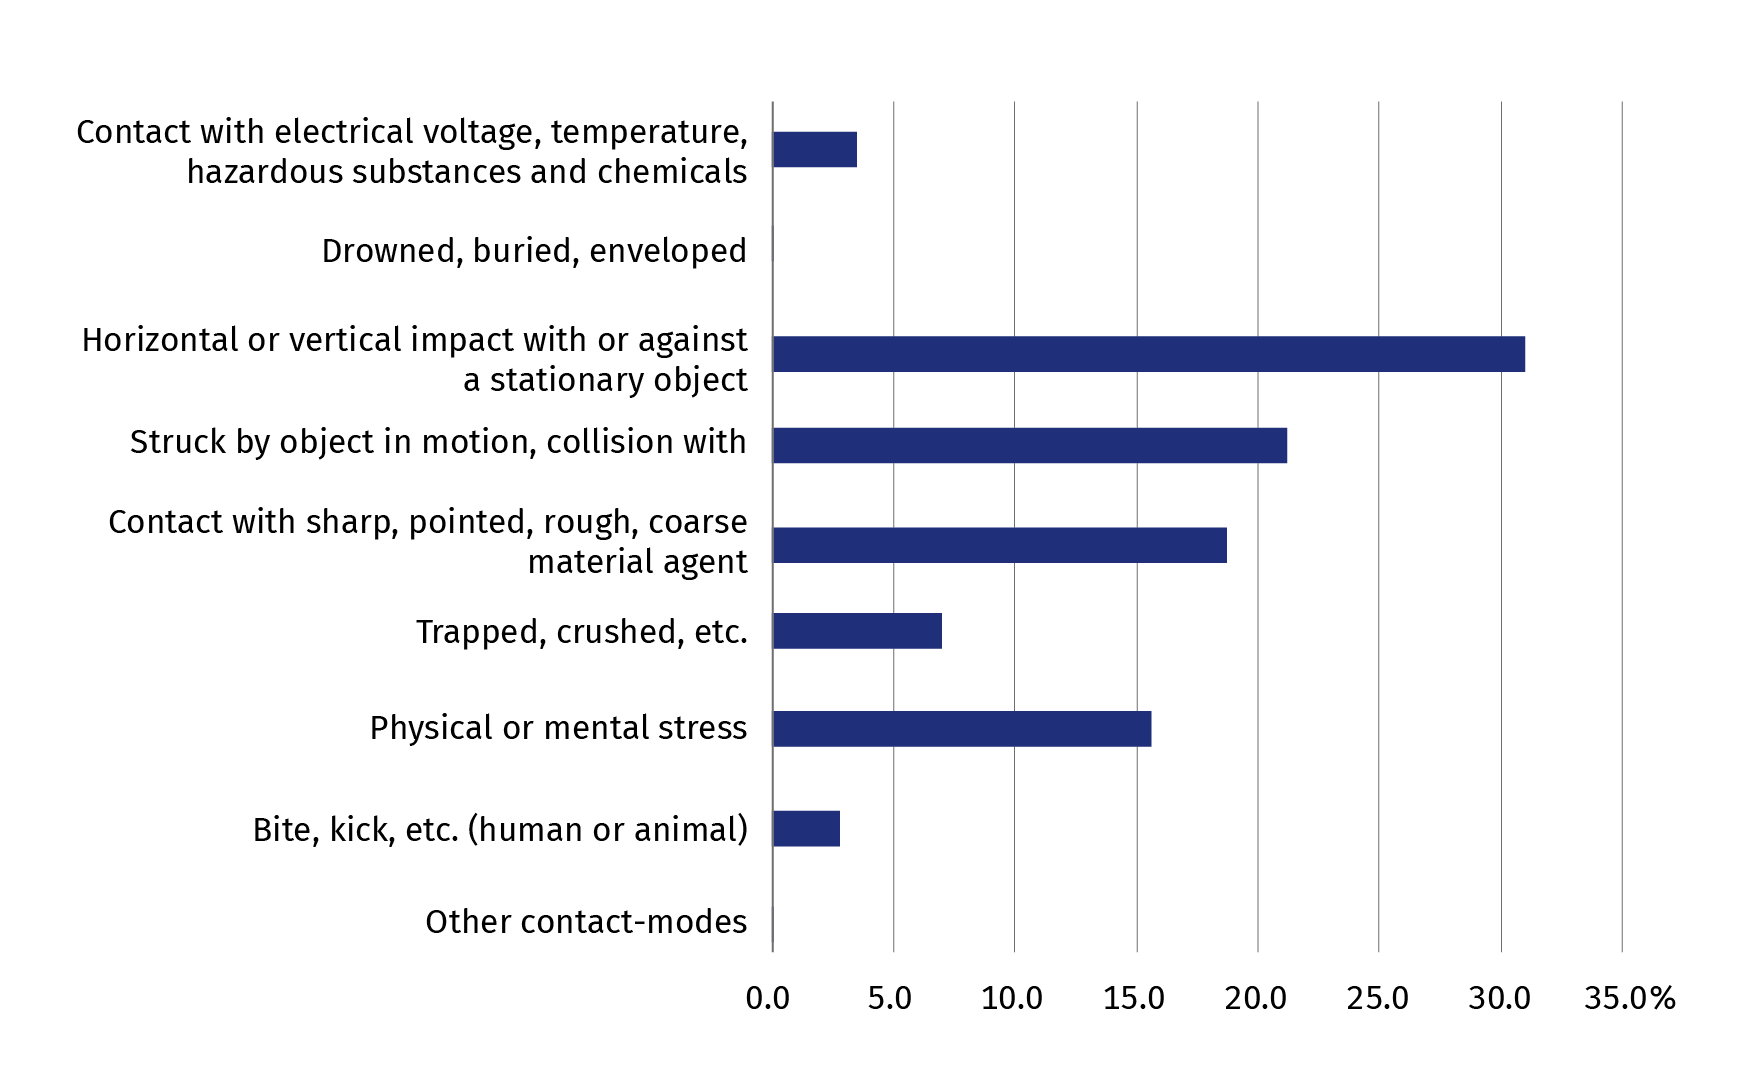 Contact with electrical voltage, temperature,
hazardous substances and chemicals
Drowned, buried, enveloped
Horizontal or vertical impact with or against
a stationary object
Struck by object in motion, collision with
Contact with sharp, pointed, rough, coarse
material agent
Trapped, crushed, etc.
Physical or mental stress
Bite, kick, etc. (human or animal)
Other contact-modes
0.0 5.0 10.0 15.0 20.0 25.0 30.0 35.0%